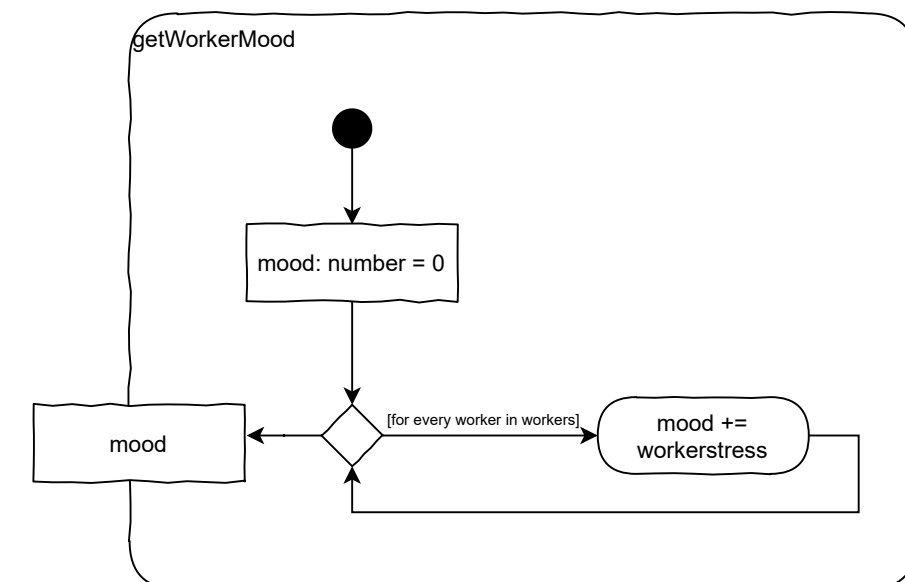 getWorkerMood
mood: number = 0
[for every worker in workers]
mood +=
workerstress
mood